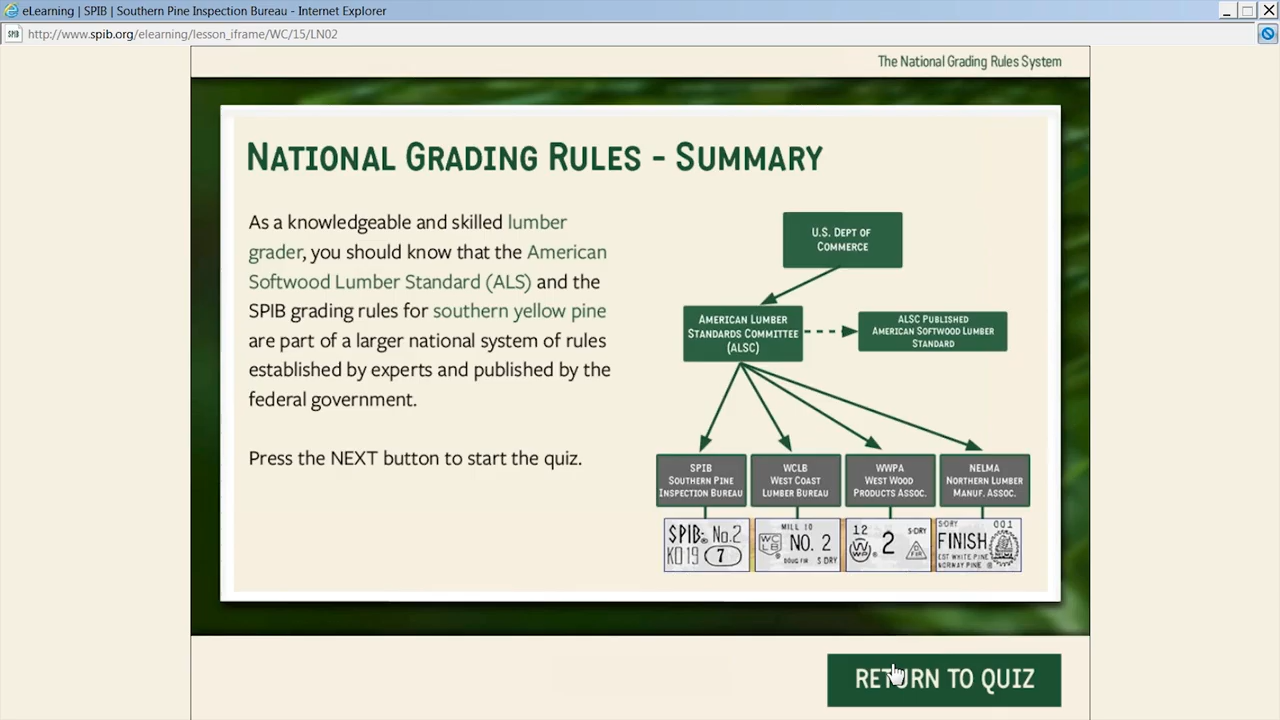 eLearning | SPIB | Southern Pine Inspection Bureau - Internet Explorer
SPIB http://www.spib.org/elearning/lesson_iframe/WC/15/LN02
The National Grading Rules System
NATIONAL GRADING RULES - SUMMARY
As a knowledgeable and skilled lumber
grader, you should know that the American
Softwood Lumber Standard (ALS) and the
SPIB grading rules for southern yellow pine
are part of a larger national system of rules
established by experts and published by the
federal government.
Press the NEXT button to start the quiz.
U.S. DEPT OF
COMMERCE
AMERICAN LUMBER
STANDARDS COMMITTEE
(ALSC)
ALSC PUBLISHED
AMERICAN SOFTWOOD LUMBER
STANDARD
SPIB
SOUTHERN PINE
INSPECTION BUREAU
WCLB
WEST COAST
LUMBER BUREAU
WWPA
WEST WOOD
PRODUCTS ASSOC.
NELMA
NORTHERN LUMBER
MANUF. ASSOC.
SPIB® No.2
KD19 7
MILL 10
WCLB NO. 2
DOUG FIR S-DRY
12 S-DRY
WWP® 2
D FIR
S-DRY 001
FINISH
EST WHITE PINE
NORWAY PINE ®
RETURN TO QUIZ